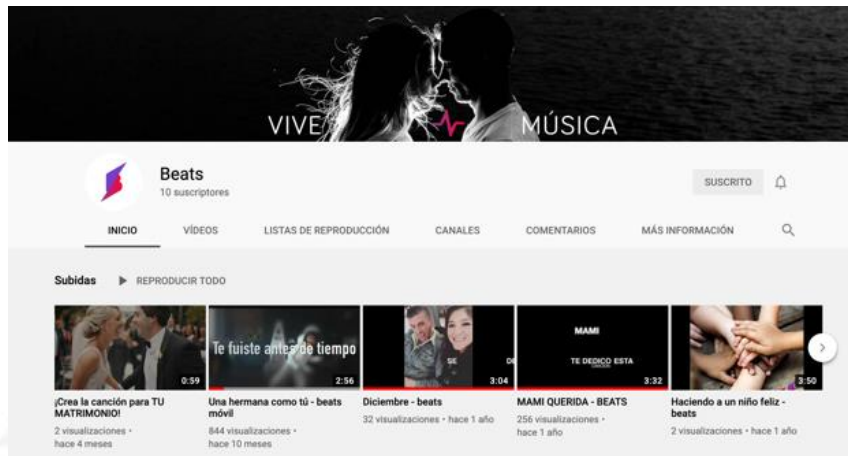 VIVE MÚSICA
Beats
10 suscriptores
SUSCRITO
INICIO VÍDEOS LISTAS DE REPRODUCCIÓN CANALES COMENTARIOS MÁS INFORMACIÓN
Subidas REPRODUCIR TODO
0:59
¡Crea la canción para TU
MATRIMONIO!
2 visualizaciones •
hace 4 meses
Te fuiste antes de tiempo
2:56
Una hermana como tú - beats
móvil
844 visualizaciones •
hace 10 meses
SE
3:04
Diciembre - beats
32 visualizaciones • hace 1 año
MAMI
TE DEDICO ESTA
CANCION
3:32
MAMI QUERIDA - BEATS
256 visualizaciones •
hace 1 año
3:50
Haciendo a un niño feliz -
beats
2 visualizaciones • hace 1 año